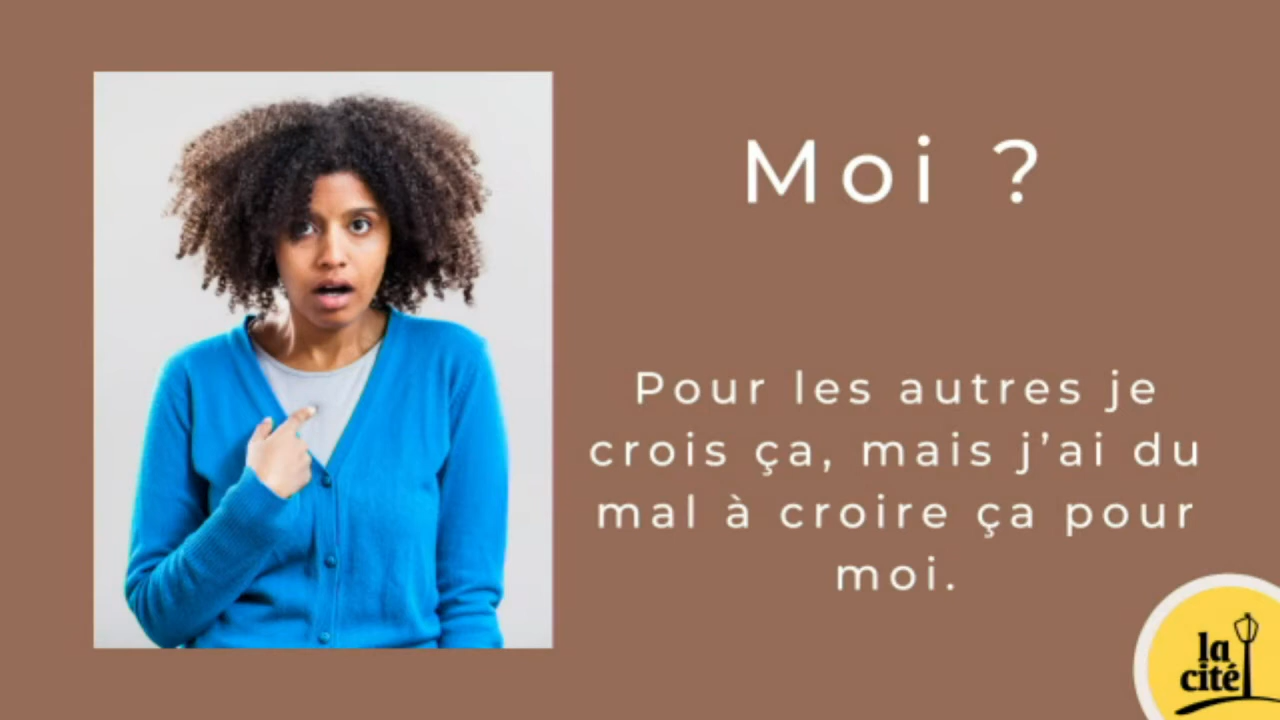 Moi ?
Pour les autres je
crois ça, mais j’ai du
mal à croire ça pour
moi.
la
cité